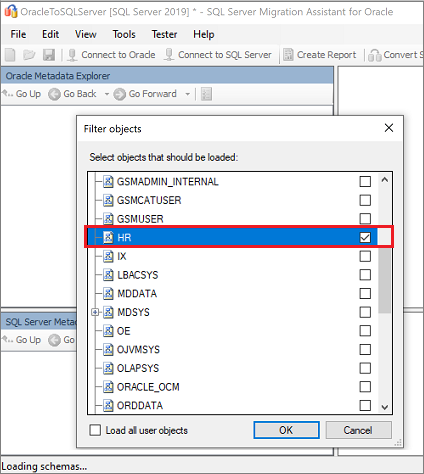 OracleToSQLServer [SQL Server 2019] * - SQL Server Migration Assistant for Oracle
File Edit View Tools Tester Help
Connect to Oracle Connect to SQL Server Create Report Convert S
Oracle Metadata Explorer
Go Up Go Back Go Forward
Filter objects
Select objects that should be loaded:
GSMADMIN_INTERNAL
GSMCATUSER
GSMUSER
HR
IX
LBACSYS
MDDATA
MDSYS
OE
OJVMSYS
OLAPSYS
ORACLE_OCM
ORDDATA
SQL Server Meta
Go Up Go
Load all user objects OK Cancel
Loading schemas...